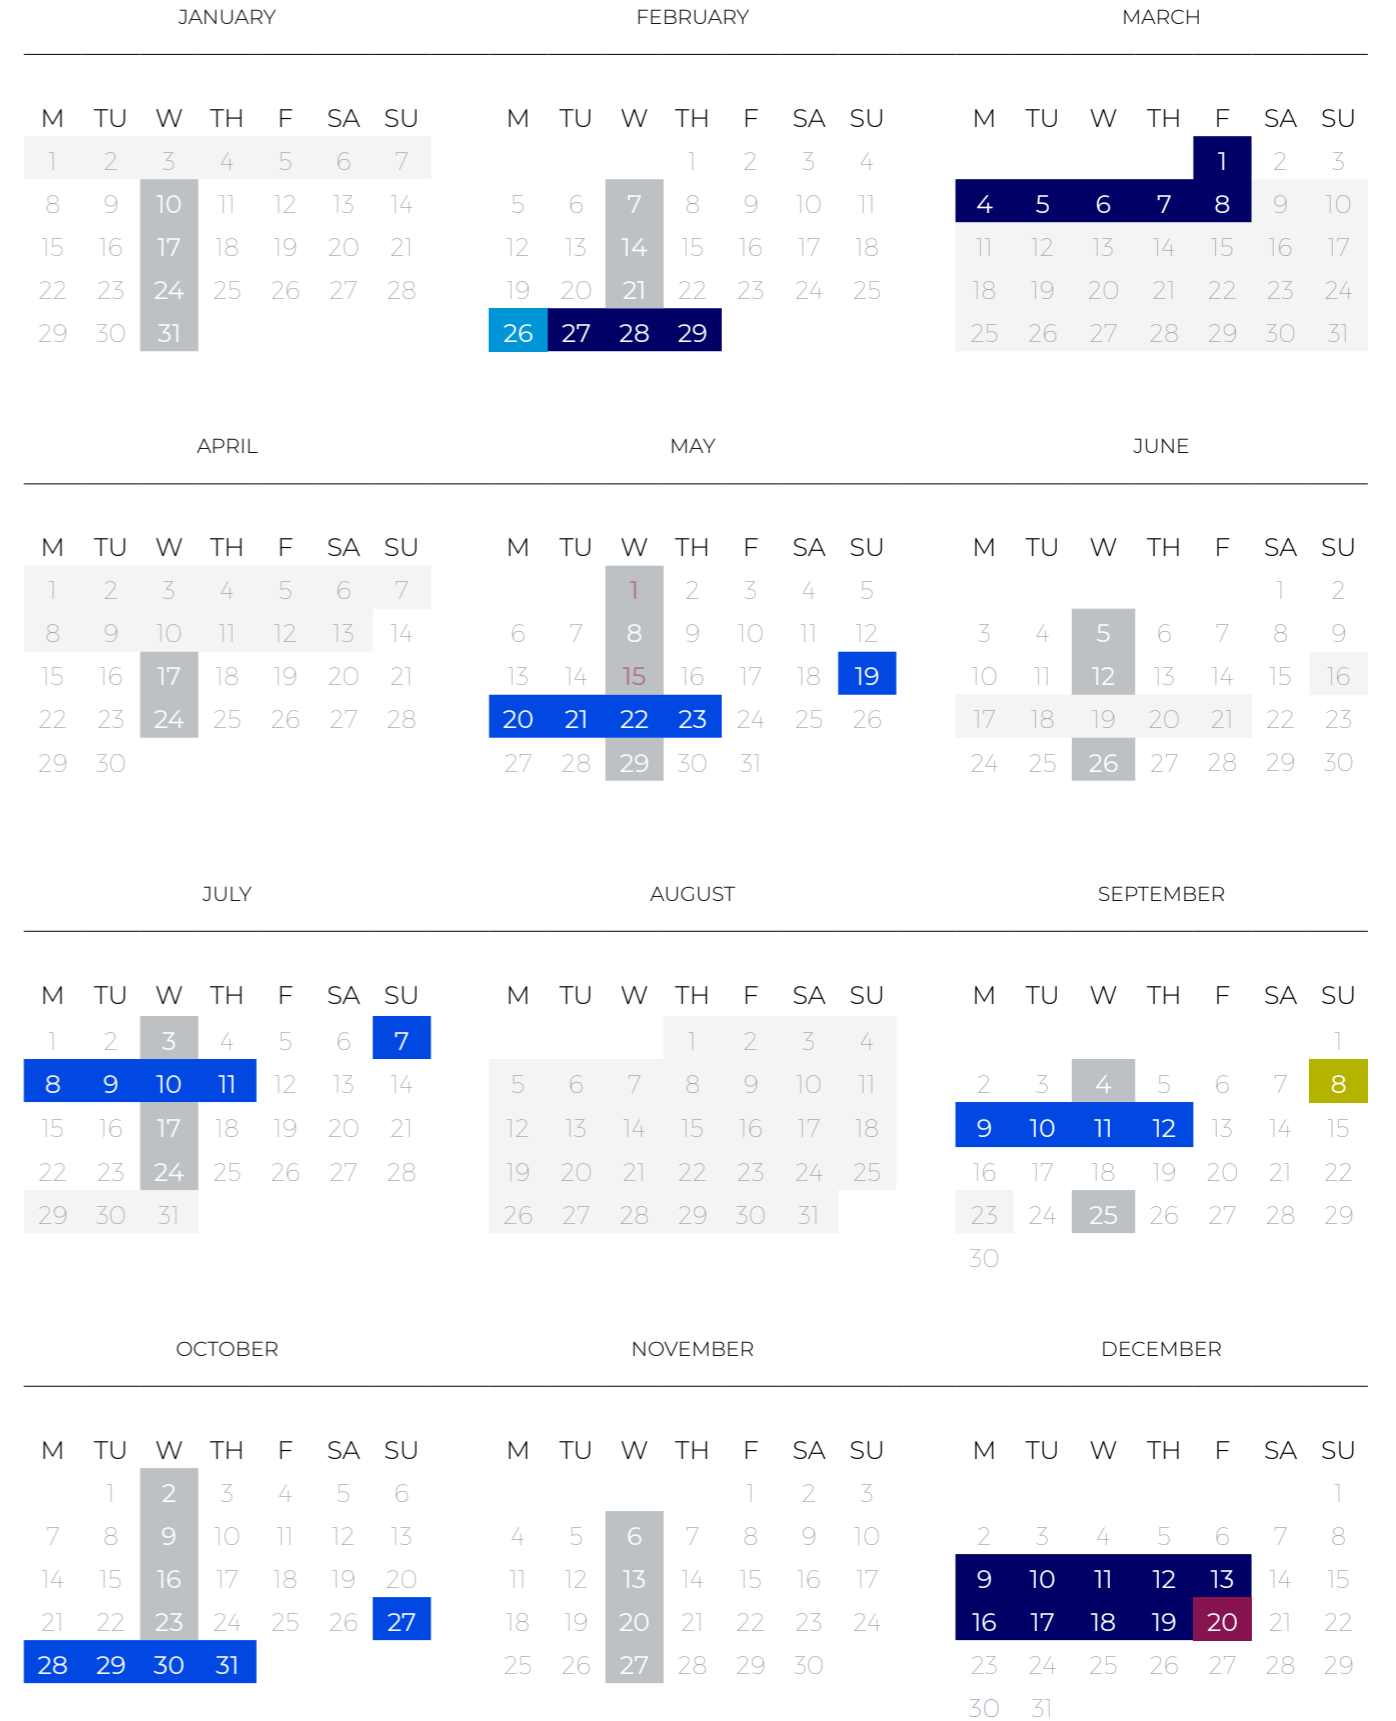 JANUARY FEBRUARY MARCH
M TU W TH F SA SU M TU W TH F SA SU M TU W TH F SA SU
1 2 3 4 5 6 7 1 2 3 4 1 2 3
8 9 10 11 12 13 14 5 6 7 8 9 10 11 4 5 6 7 8 9 10
15 16 17 18 19 20 21 12 13 14 15 16 17 18 11 12 13 14 15 16 17
22 23 24 25 26 27 28 19 20 21 22 23 24 25 18 19 20 21 22 23 24
29 30 31 26 27 28 29 25 26 27 28 29 30 31
APRIL MAY JUNE
M TU W TH F SA SU M TU W TH F SA SU M TU W TH F SA SU
1 2 3 4 5 6 7 1 2 3 4 5 1 2
8 9 10 11 12 13 14 6 7 8 9 10 11 12 3 4 5 6 7 8 9
15 16 17 18 19 20 21 13 14 15 16 17 18 19 10 11 12 13 14 15 16
22 23 24 25 26 27 28 20 21 22 23 24 25 26 17 18 19 20 21 22 23
29 30 27 28 29 30 31 24 25 26 27 28 29 30
JULY AUGUST SEPTEMBER
M TU W TH F SA SU M TU W TH F SA SU M TU W TH F SA SU
1 2 3 4 5 6 7 1 2 3 4 1
8 9 10 11 12 13 14 5 6 7 8 9 10 11 2 3 4 5 6 7 8
15 16 17 18 19 20 21 12 13 14 15 16 17 18 9 10 11 12 13 14 15
22 23 24 25 26 27 28 19 20 21 22 23 24 25 16 17 18 19 20 21 22
29 30 31 26 27 28 29 30 31 23 24 25 26 27 28 29
30
OCTOBER NOVEMBER DECEMBER
M TU W TH F SA SU M TU W TH F SA SU M TU W TH F SA SU
1 2 3 4 5 6 1 2 3 1
7 8 9 10 11 12 13 4 5 6 7 8 9 10 2 3 4 5 6 7 8
14 15 16 17 18 19 20 11 12 13 14 15 16 17 9 10 11 12 13 14 15
21 22 23 24 25 26 27 18 19 20 21 22 23 24 16 17 18 19 20 21 22
28 29 30 31 25 26 27 28 29 30 23 24 25 26 27 28 29
30 31